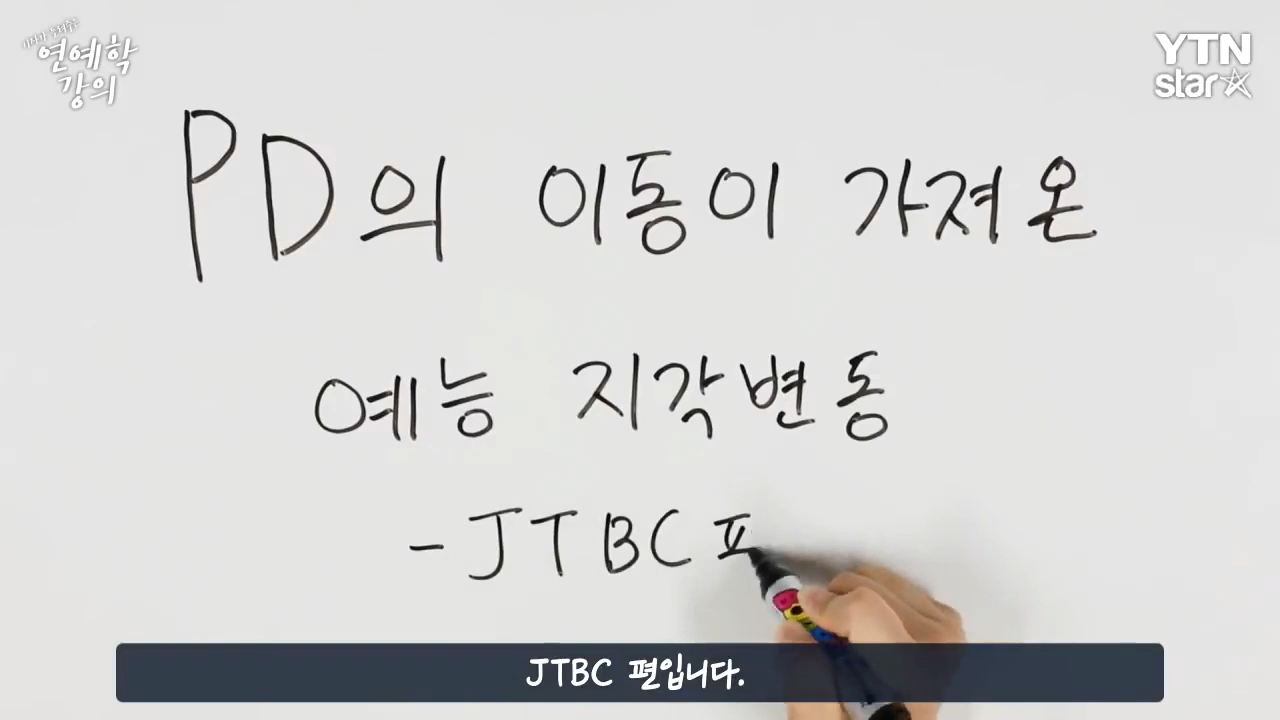 연예학
강의
YTN
star
PD의 이동이 가져온
예능 지각변동
- JTBC ㅍ
JTBC 편입니다.